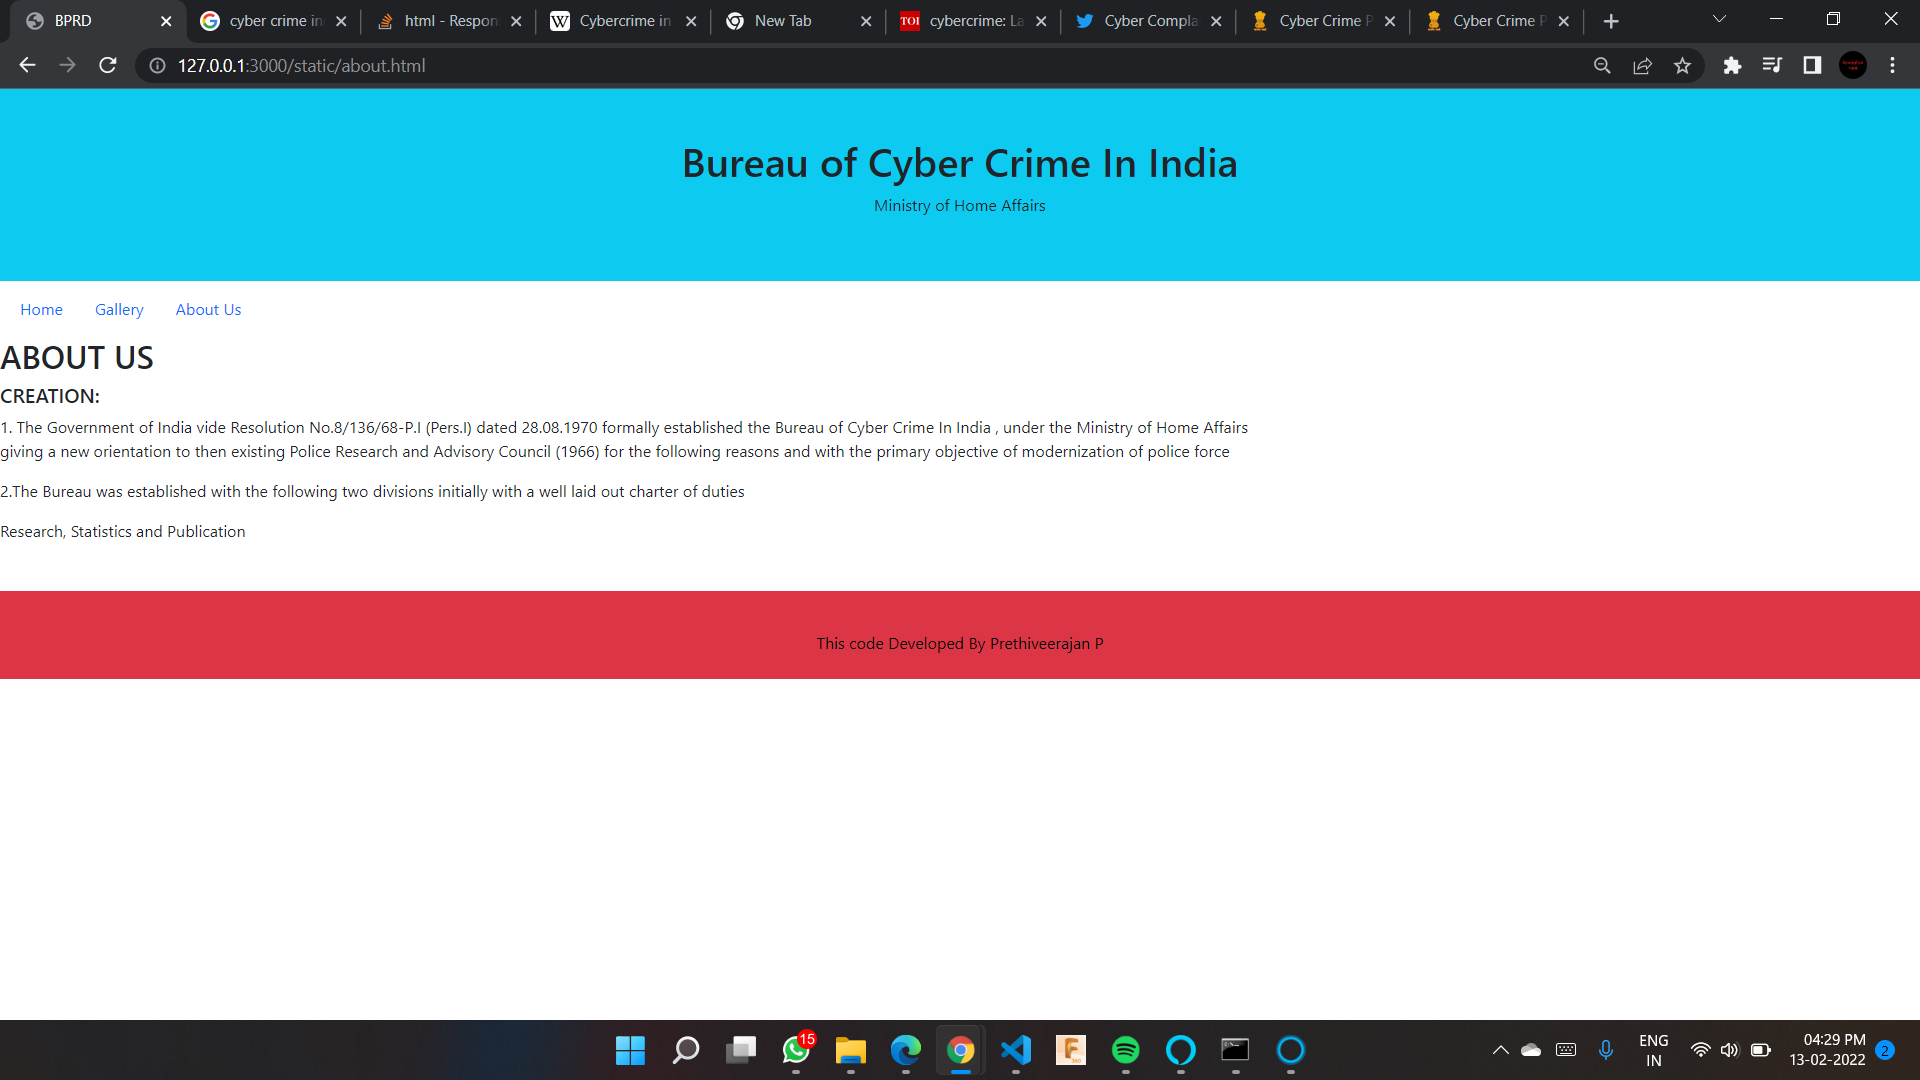 BPRD
cyber crime in
html - Respon
Cybercrime in
New Tab
TOI
cybercrime: La
Cyber Compla
Cyber Crime P
Cyber Crime P
127.0.0.1:3000/static/about.html
Bureau of Cyber Crime In India
Ministry of Home Affairs
Home Gallery About Us
ABOUT US
CREATION:
1. The Government of India vide Resolution No.8/136/68-P.I (Pers.I) dated 28.08.1970 formally established the Bureau of Cyber Crime In India , under the Ministry of Home Affairs
giving a new orientation to then existing Police Research and Advisory Council (1966) for the following reasons and with the primary objective of modernization of police force
2.The Bureau was established with the following two divisions initially with a well laid out charter of duties
Research, Statistics and Publication
This code Developed By Prethiveerajan P
15
ENG
IN
04:29 PM
13-02-2022
2